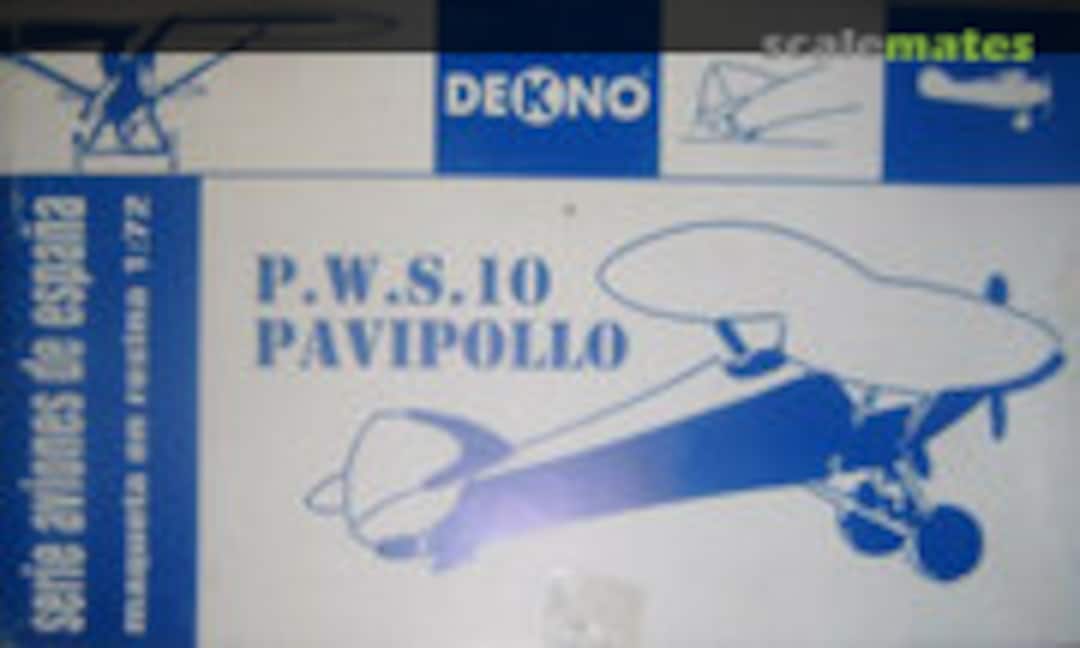 scalemates
DEKNO
P.W.S.10
PAVIPOLLO
serie aviones de españa
maqueta en resina 1:72